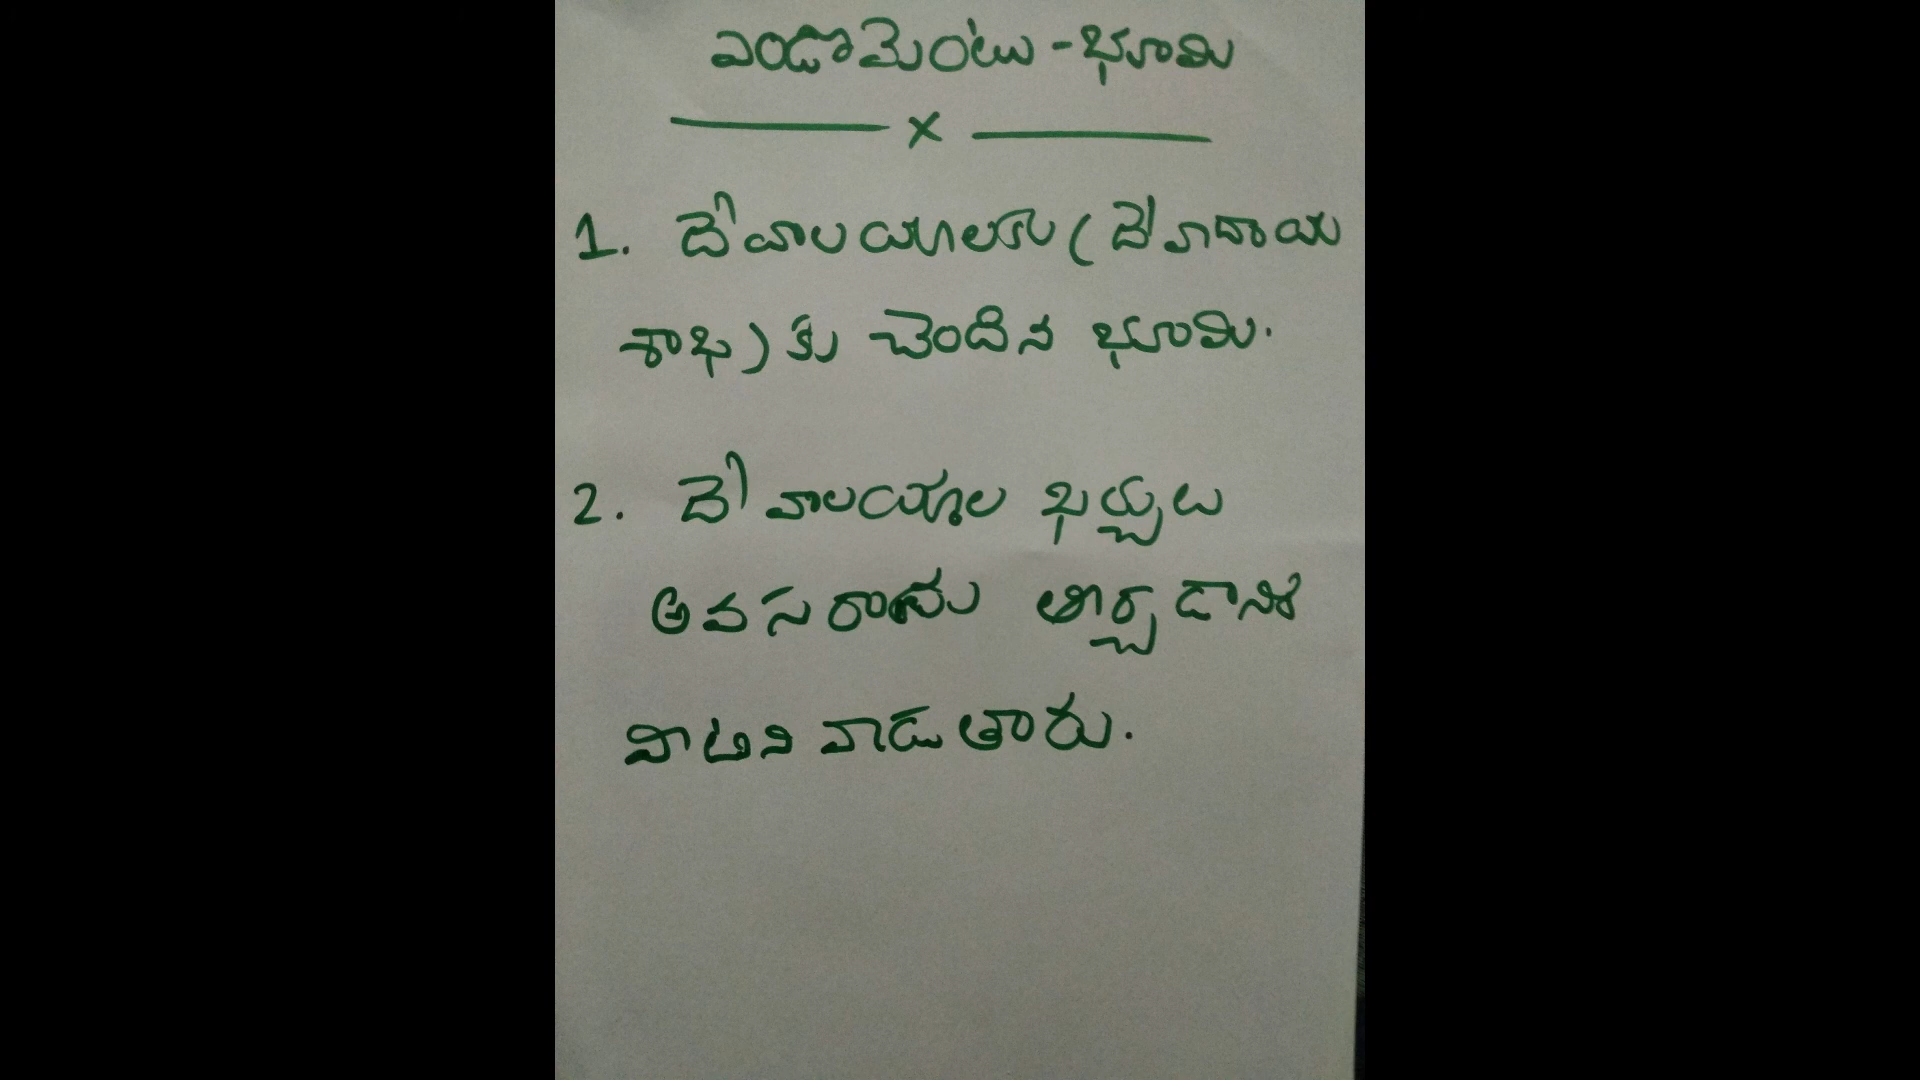 ఎండోమెంటు - భూమి
x
1. దేవాలయాలకు (దేవాదాయ
శాఖ) కు చెందిన భూమి.
2. దేవాలయాల ఖర్చుల
అవసరాలు తీర్చడానికి
వీటిని వాడుతారు.